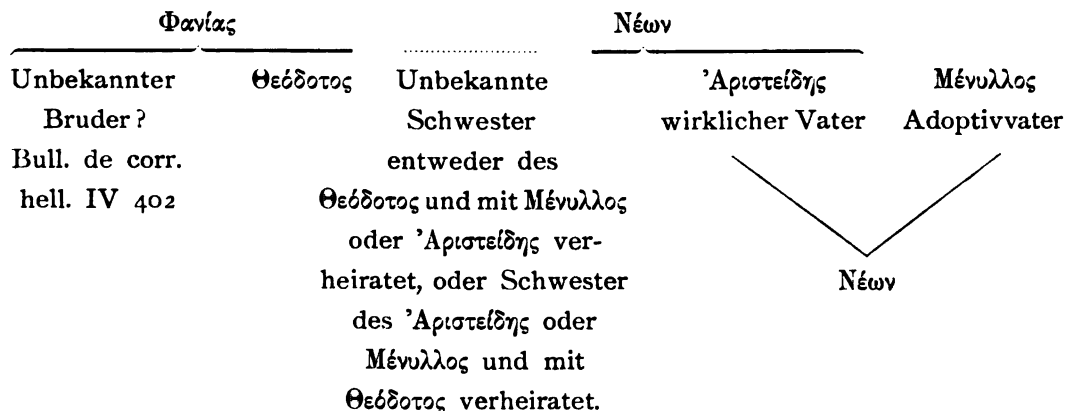 Φανίας Νέων
Unbekannter Θεόδοτος Unbekannte Ἀριστείδης Μένυλλος
Bruder? Schwester wirklicher Vater Adoptivvater
Bull. de corr. entweder des
hell. IV 402 Θεόδοτος und mit Μένυλλος
oder Ἀριστείδης ver-
heiratet, oder Schwester Νέων
des Ἀριστείδης oder
Μένυλλος und mit
Θεόδοτος verheiratet.